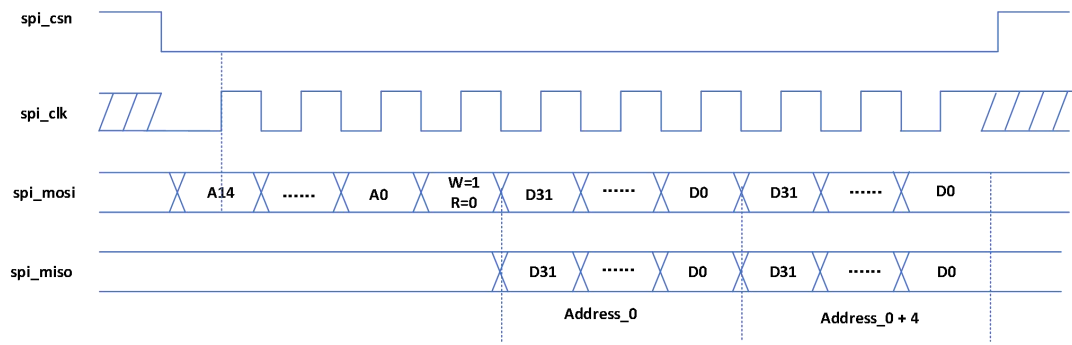 spi_csn
spi_clk
spi_mosi
A14 ...... A0 W=1 D31 ...... D0 D31 ...... D0
R=0
spi_miso
D31 ...... D0 D31 ...... D0
Address_0 Address_0 + 4